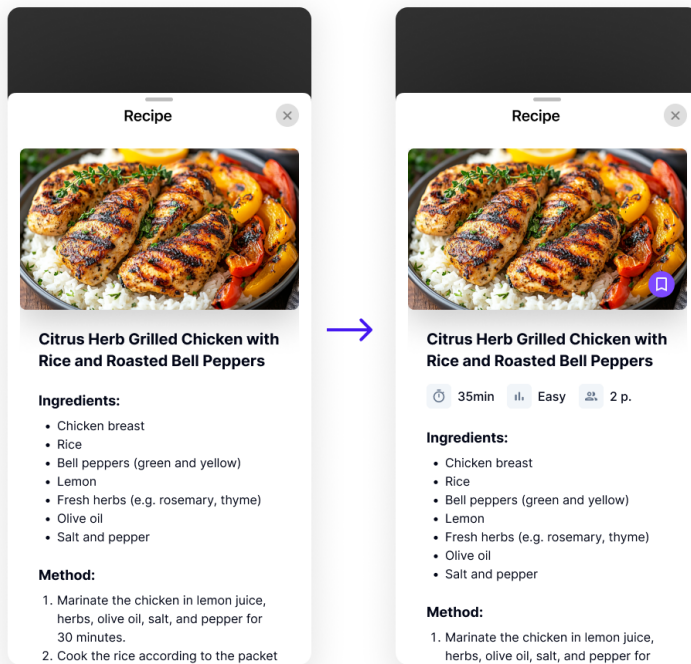 Recipe
Citrus Herb Grilled Chicken with
Rice and Roasted Bell Peppers
Ingredients:
• Chicken breast
• Rice
• Bell peppers (green and yellow)
• Lemon
• Fresh herbs (e.g. rosemary, thyme)
• Olive oil
• Salt and pepper
Method:
1. Marinate the chicken in lemon juice,
herbs, olive oil, salt, and pepper for
30 minutes.
2. Cook the rice according to the packet
Recipe
Citrus Herb Grilled Chicken with
Rice and Roasted Bell Peppers
35min Easy 2 p.
Ingredients:
• Chicken breast
• Rice
• Bell peppers (green and yellow)
• Lemon
• Fresh herbs (e.g. rosemary, thyme)
• Olive oil
• Salt and pepper
Method:
1. Marinate the chicken in lemon juice,
herbs, olive oil, salt, and pepper for